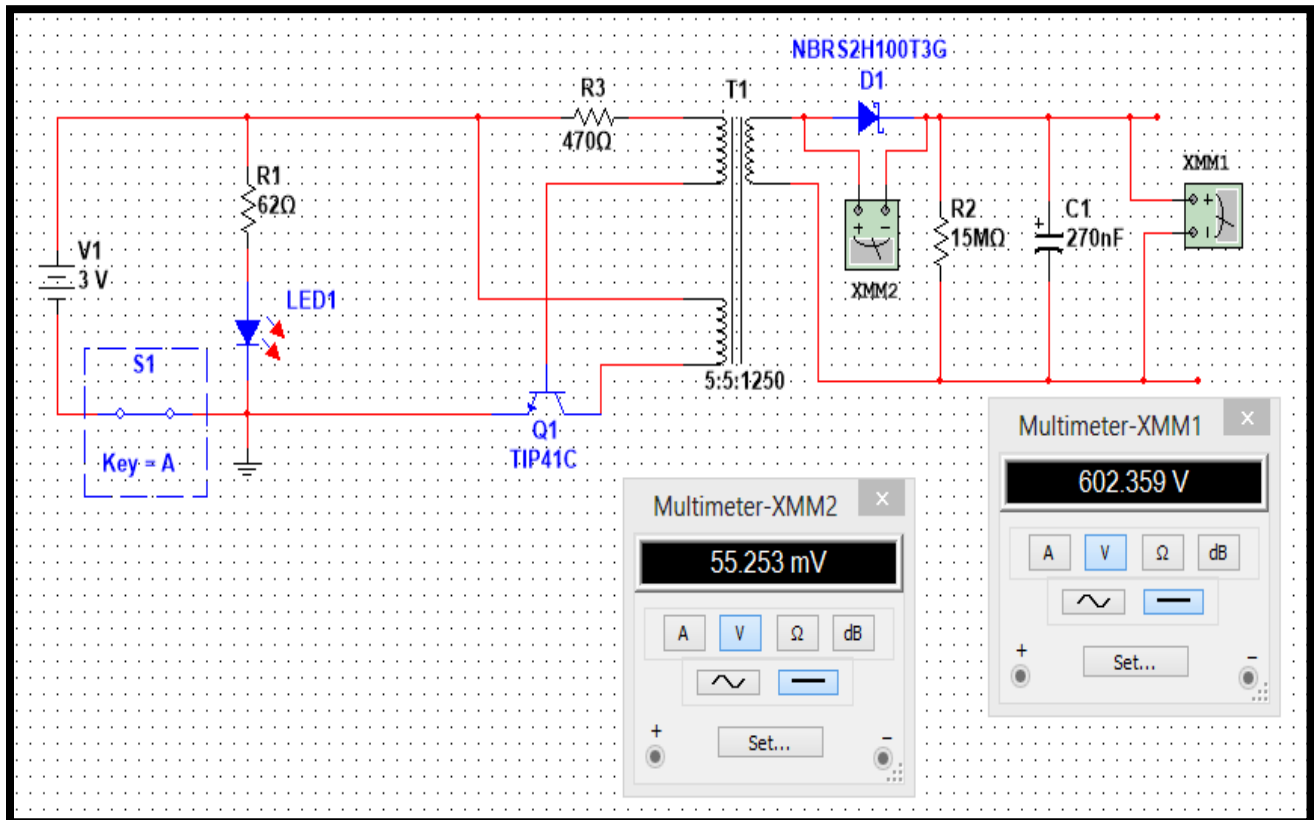 NBRS2H100T3G
D1
R3
T1
470Ω
XMM1
R1
62Ω
R2
15MΩ
C1
+
270nF
V1
3 V
XMM2
LED1
S1
5:5:1250
Q1
TIP41C
Key = A
Multimeter-XMM1 x
602.359 V
A V Ω dB
+ Set... −
Multimeter-XMM2 x
55.253 mV
A V Ω dB
+ Set... −